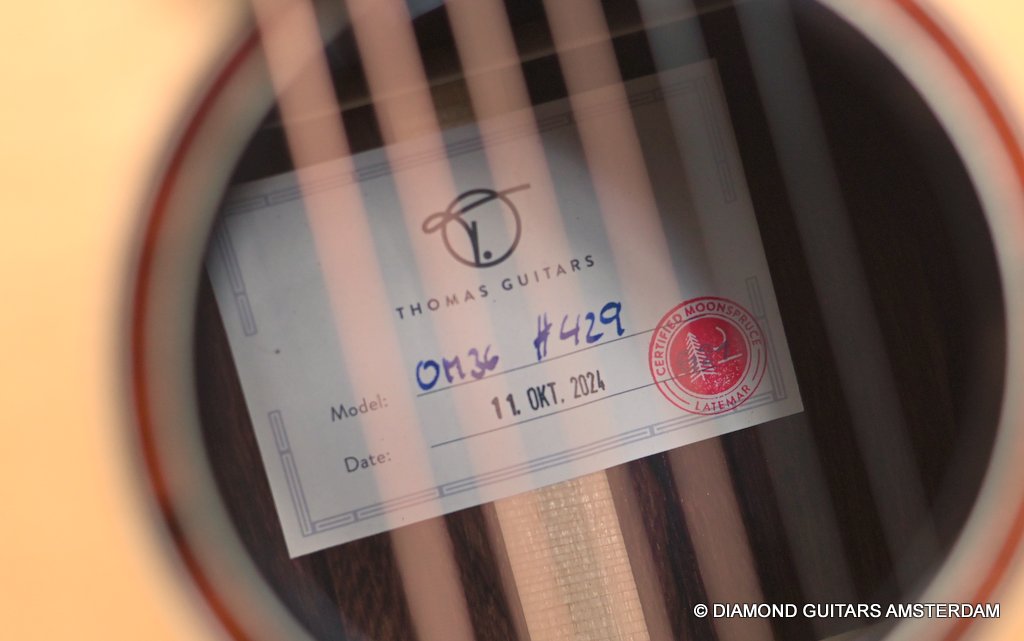 THOMAS GUITARS
Model: OM36 #429
Date: 11. OKT. 2024
CERTIFIED MOONSPRUCE
LATEMAR
© DIAMOND GUITARS AMSTERDAM